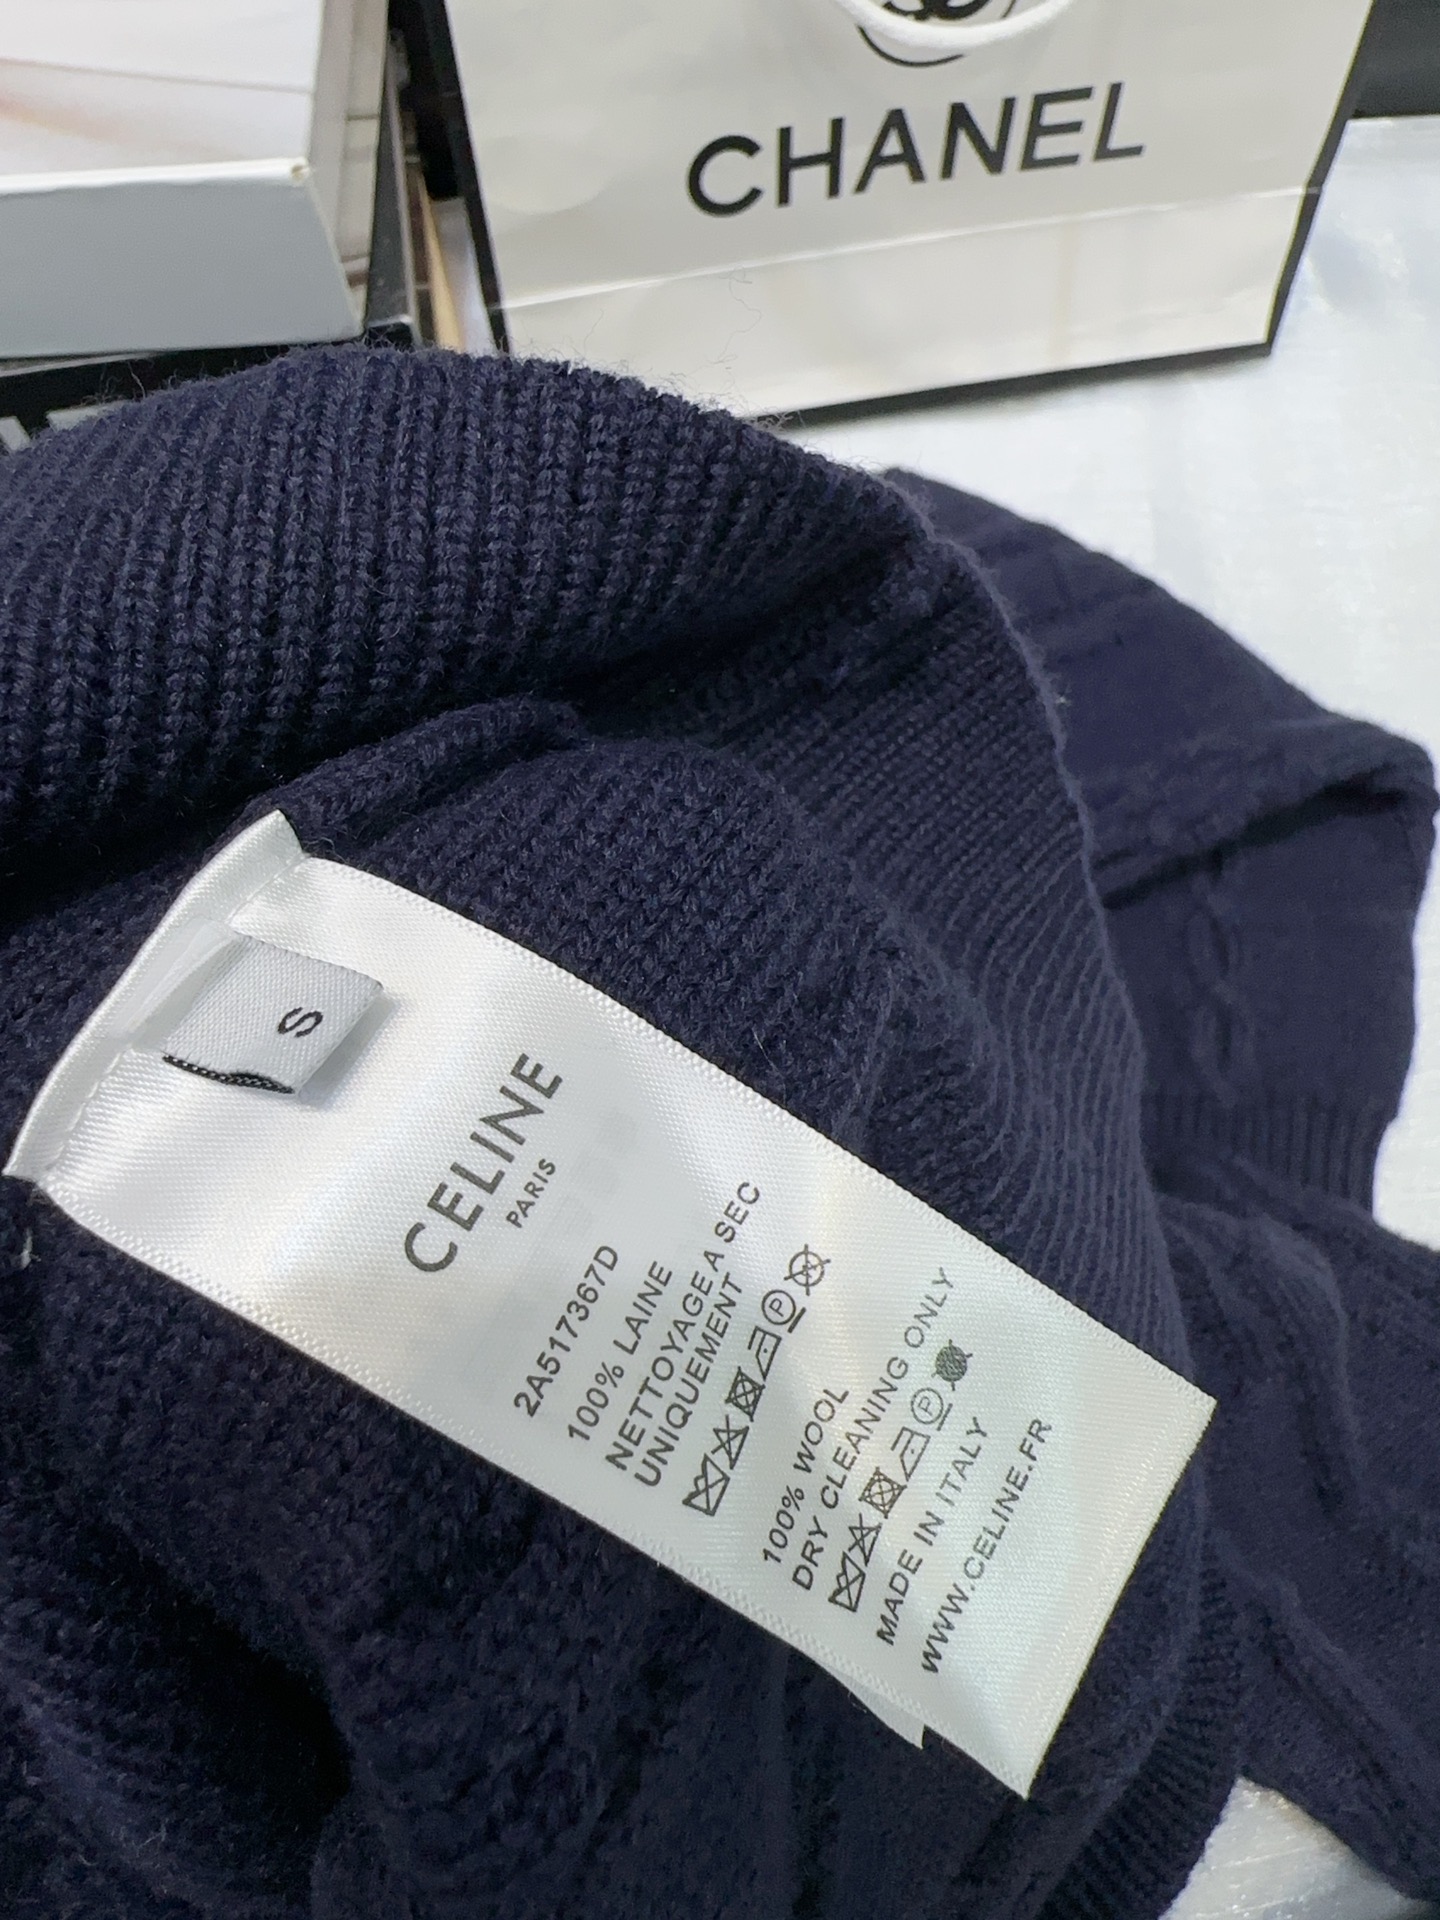 CHANEL
S
CELINE
PARIS
2A517367D
100% LAINE
NETTOYAGE A SEC
UNIQUEMENT
100% WOOL
DRY CLEANING ONLY
MADE IN ITALY
WWW.CELINE.FR